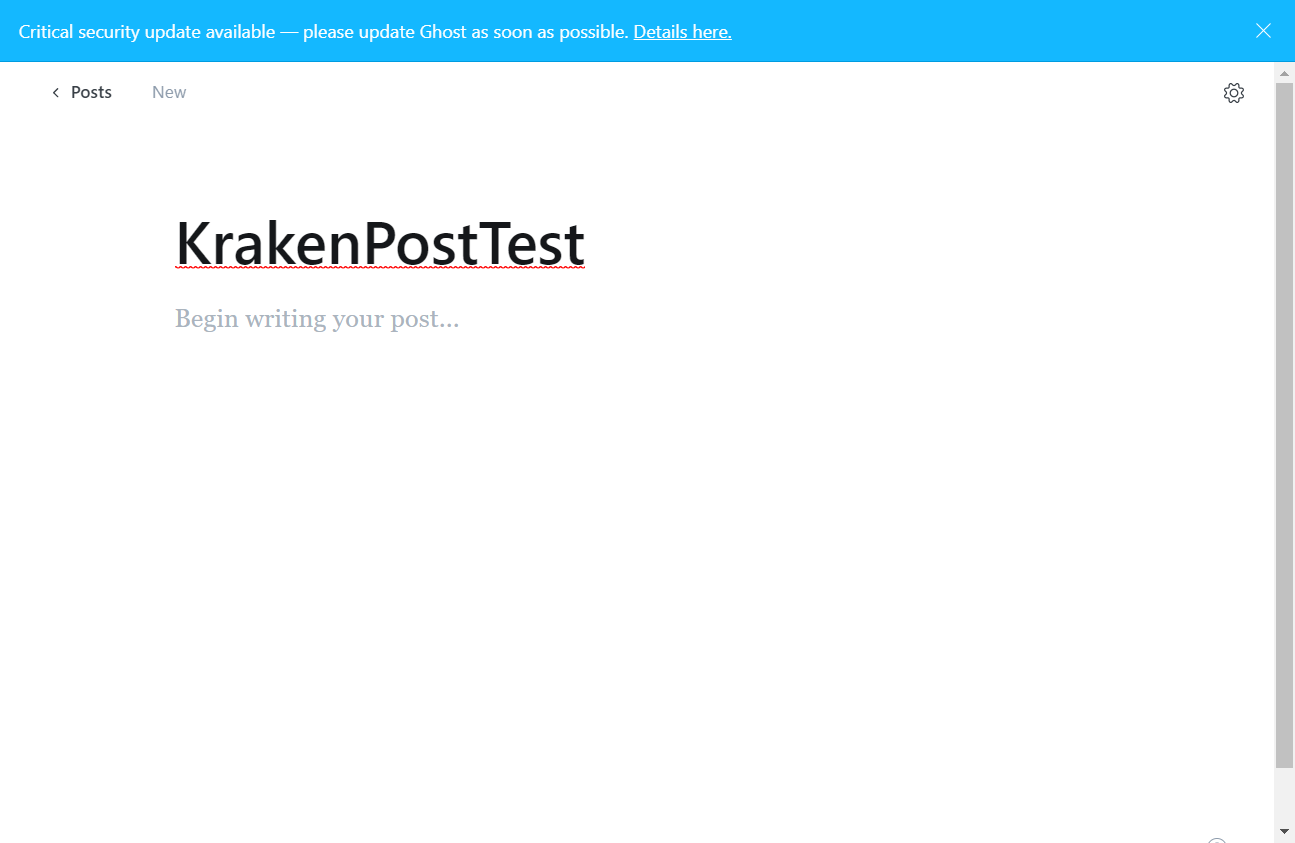 Critical security update available — please update Ghost as soon as possible. Details here.
Posts New
KrakenPostTest
Begin writing your post...